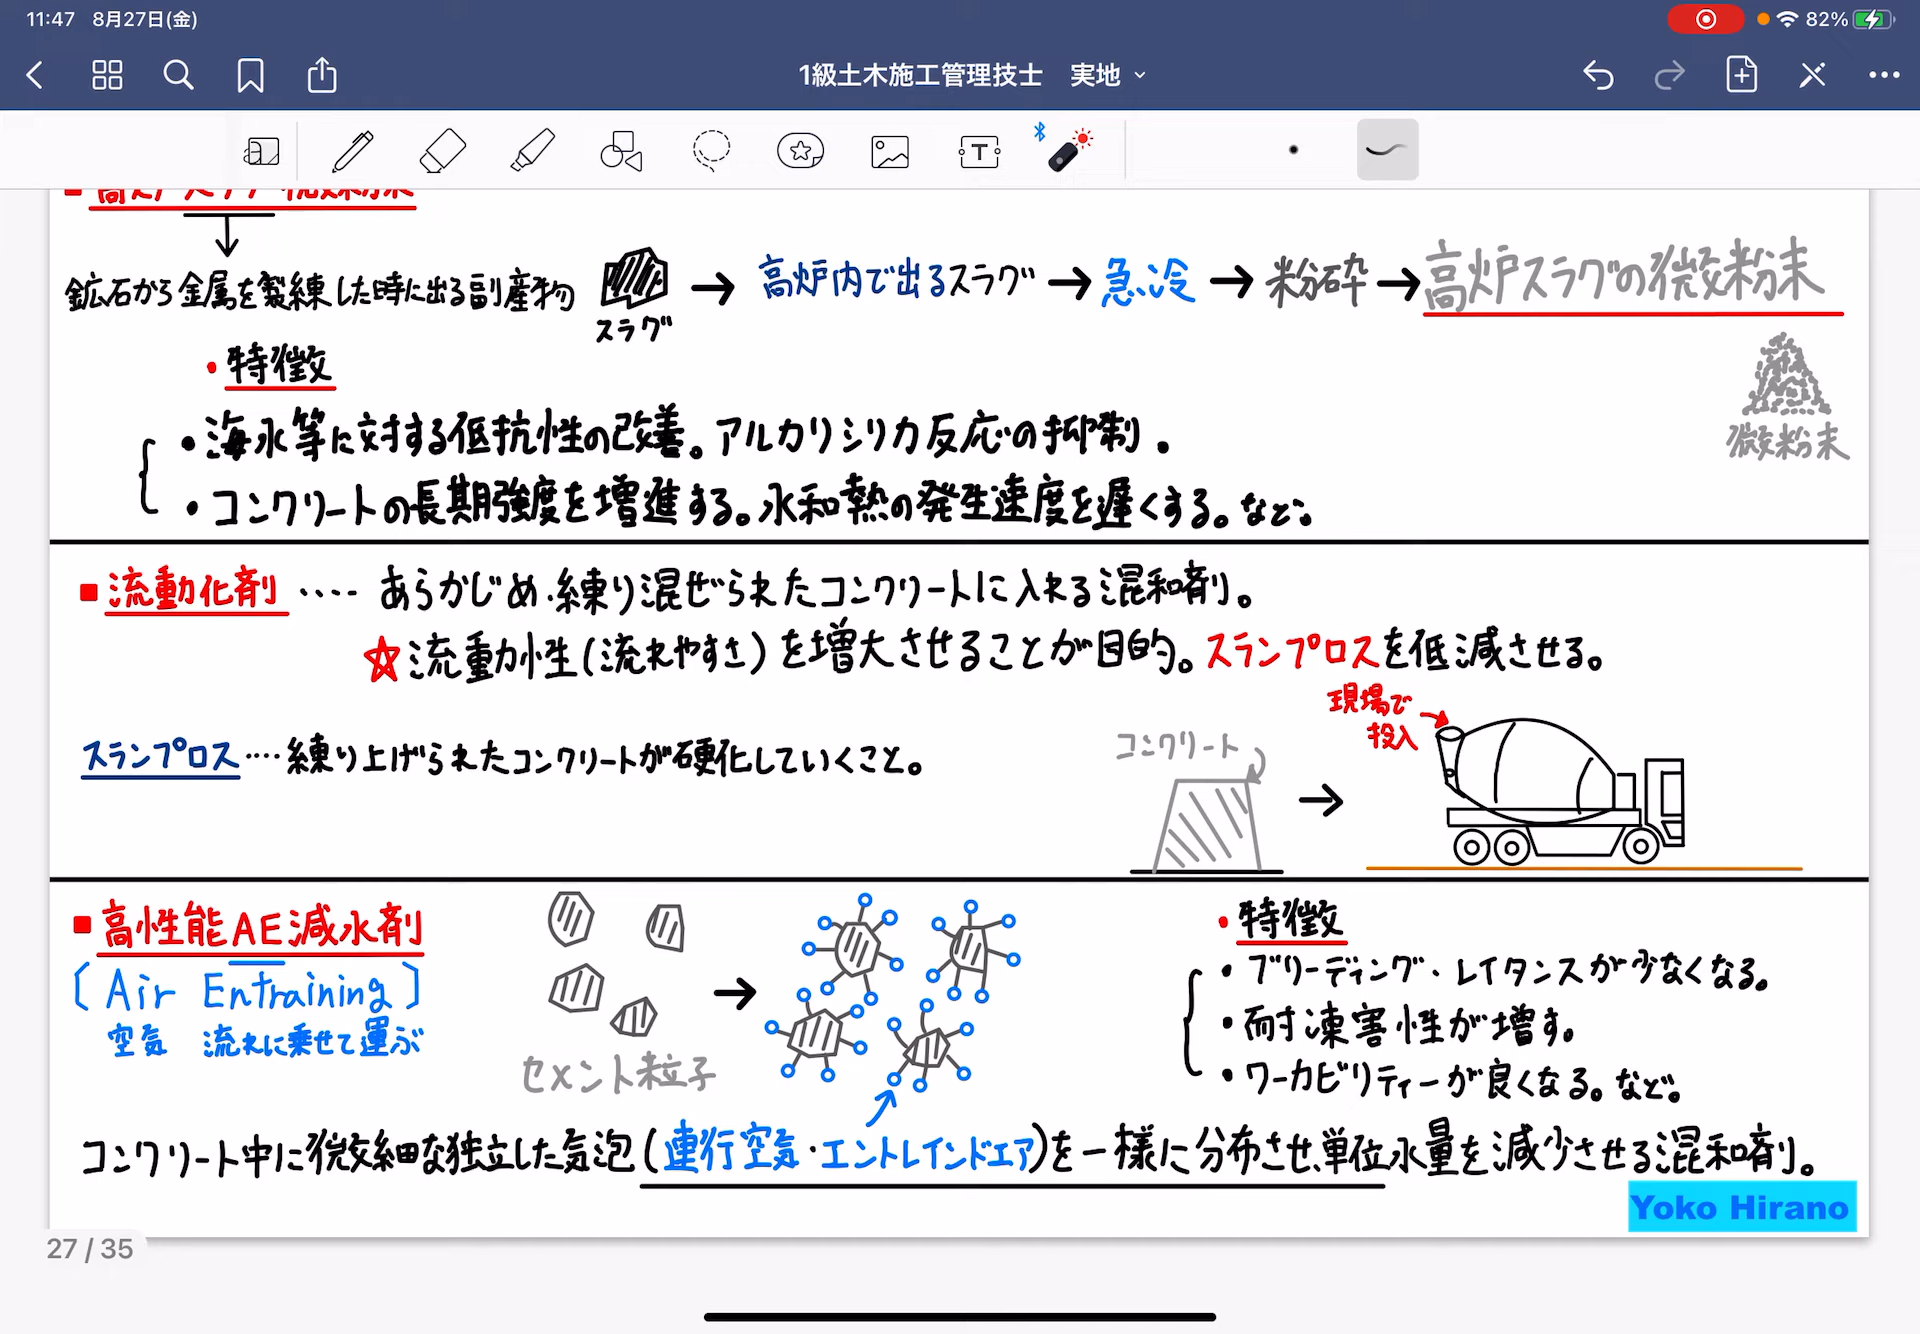 11:47 8月27日(金)
82%
1級土木施工管理技士 実地
■高炉スラグ微粉末
鉱石から金属を製練した時に出る副産物
スラグ
→高炉内で出るスラグ→急冷→粉砕→高炉スラグの微粉末
微粉末
・特徴
・海水等に対する低抗性の改善。アルカリシリカ反応の抑制。
・コンクリートの長期強度を増進する。水和熱の発生速度を遅くする。など。
■流動化剤 ‥‥ あらかじめ・練り混ぜられたコンクリートに入れる混和剤。
☆流動性(流れやすさ)を増大させることが目的。スランプロスを低減させる。
スランプロス‥‥練り上げられたコンクリートが硬化していくこと。
コンクリート
→
現場で
投入
■高性能AE減水剤
[Air Entraining]
空気 流れに乗せて運ぶ
セメント粒子
→
・特徴
・ブリーディング・レイタンスが少なくなる。
・耐凍害性が増す。
・ワーカビリティーが良くなる。など。
コンクリート中に微細な独立した気泡(連行空気・エントレインドエア)を一様に分布させ、単位水量を減少させる混和剤。
Yoko Hirano
27 / 35